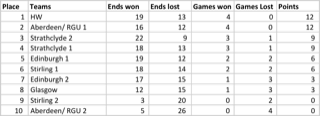 Place Teams Ends won Ends lost Games won Games Lost Points
1 HW 19 13 4 0 12
2 Aberdeen/ RGU 1 16 12 4 0 12
3 Strathclyde 2 22 9 3 1 9
4 Strathclyde 1 18 13 3 1 9
5 Edinburgh 1 19 12 2 2 6
6 Stirling 1 18 14 2 2 6
7 Edinburgh 2 17 15 1 3 3
8 Glasgow 12 15 1 3 3
9 Stirling 2 3 20 0 2 0
10 Aberdeen/ RGU 2 5 26 0 4 0